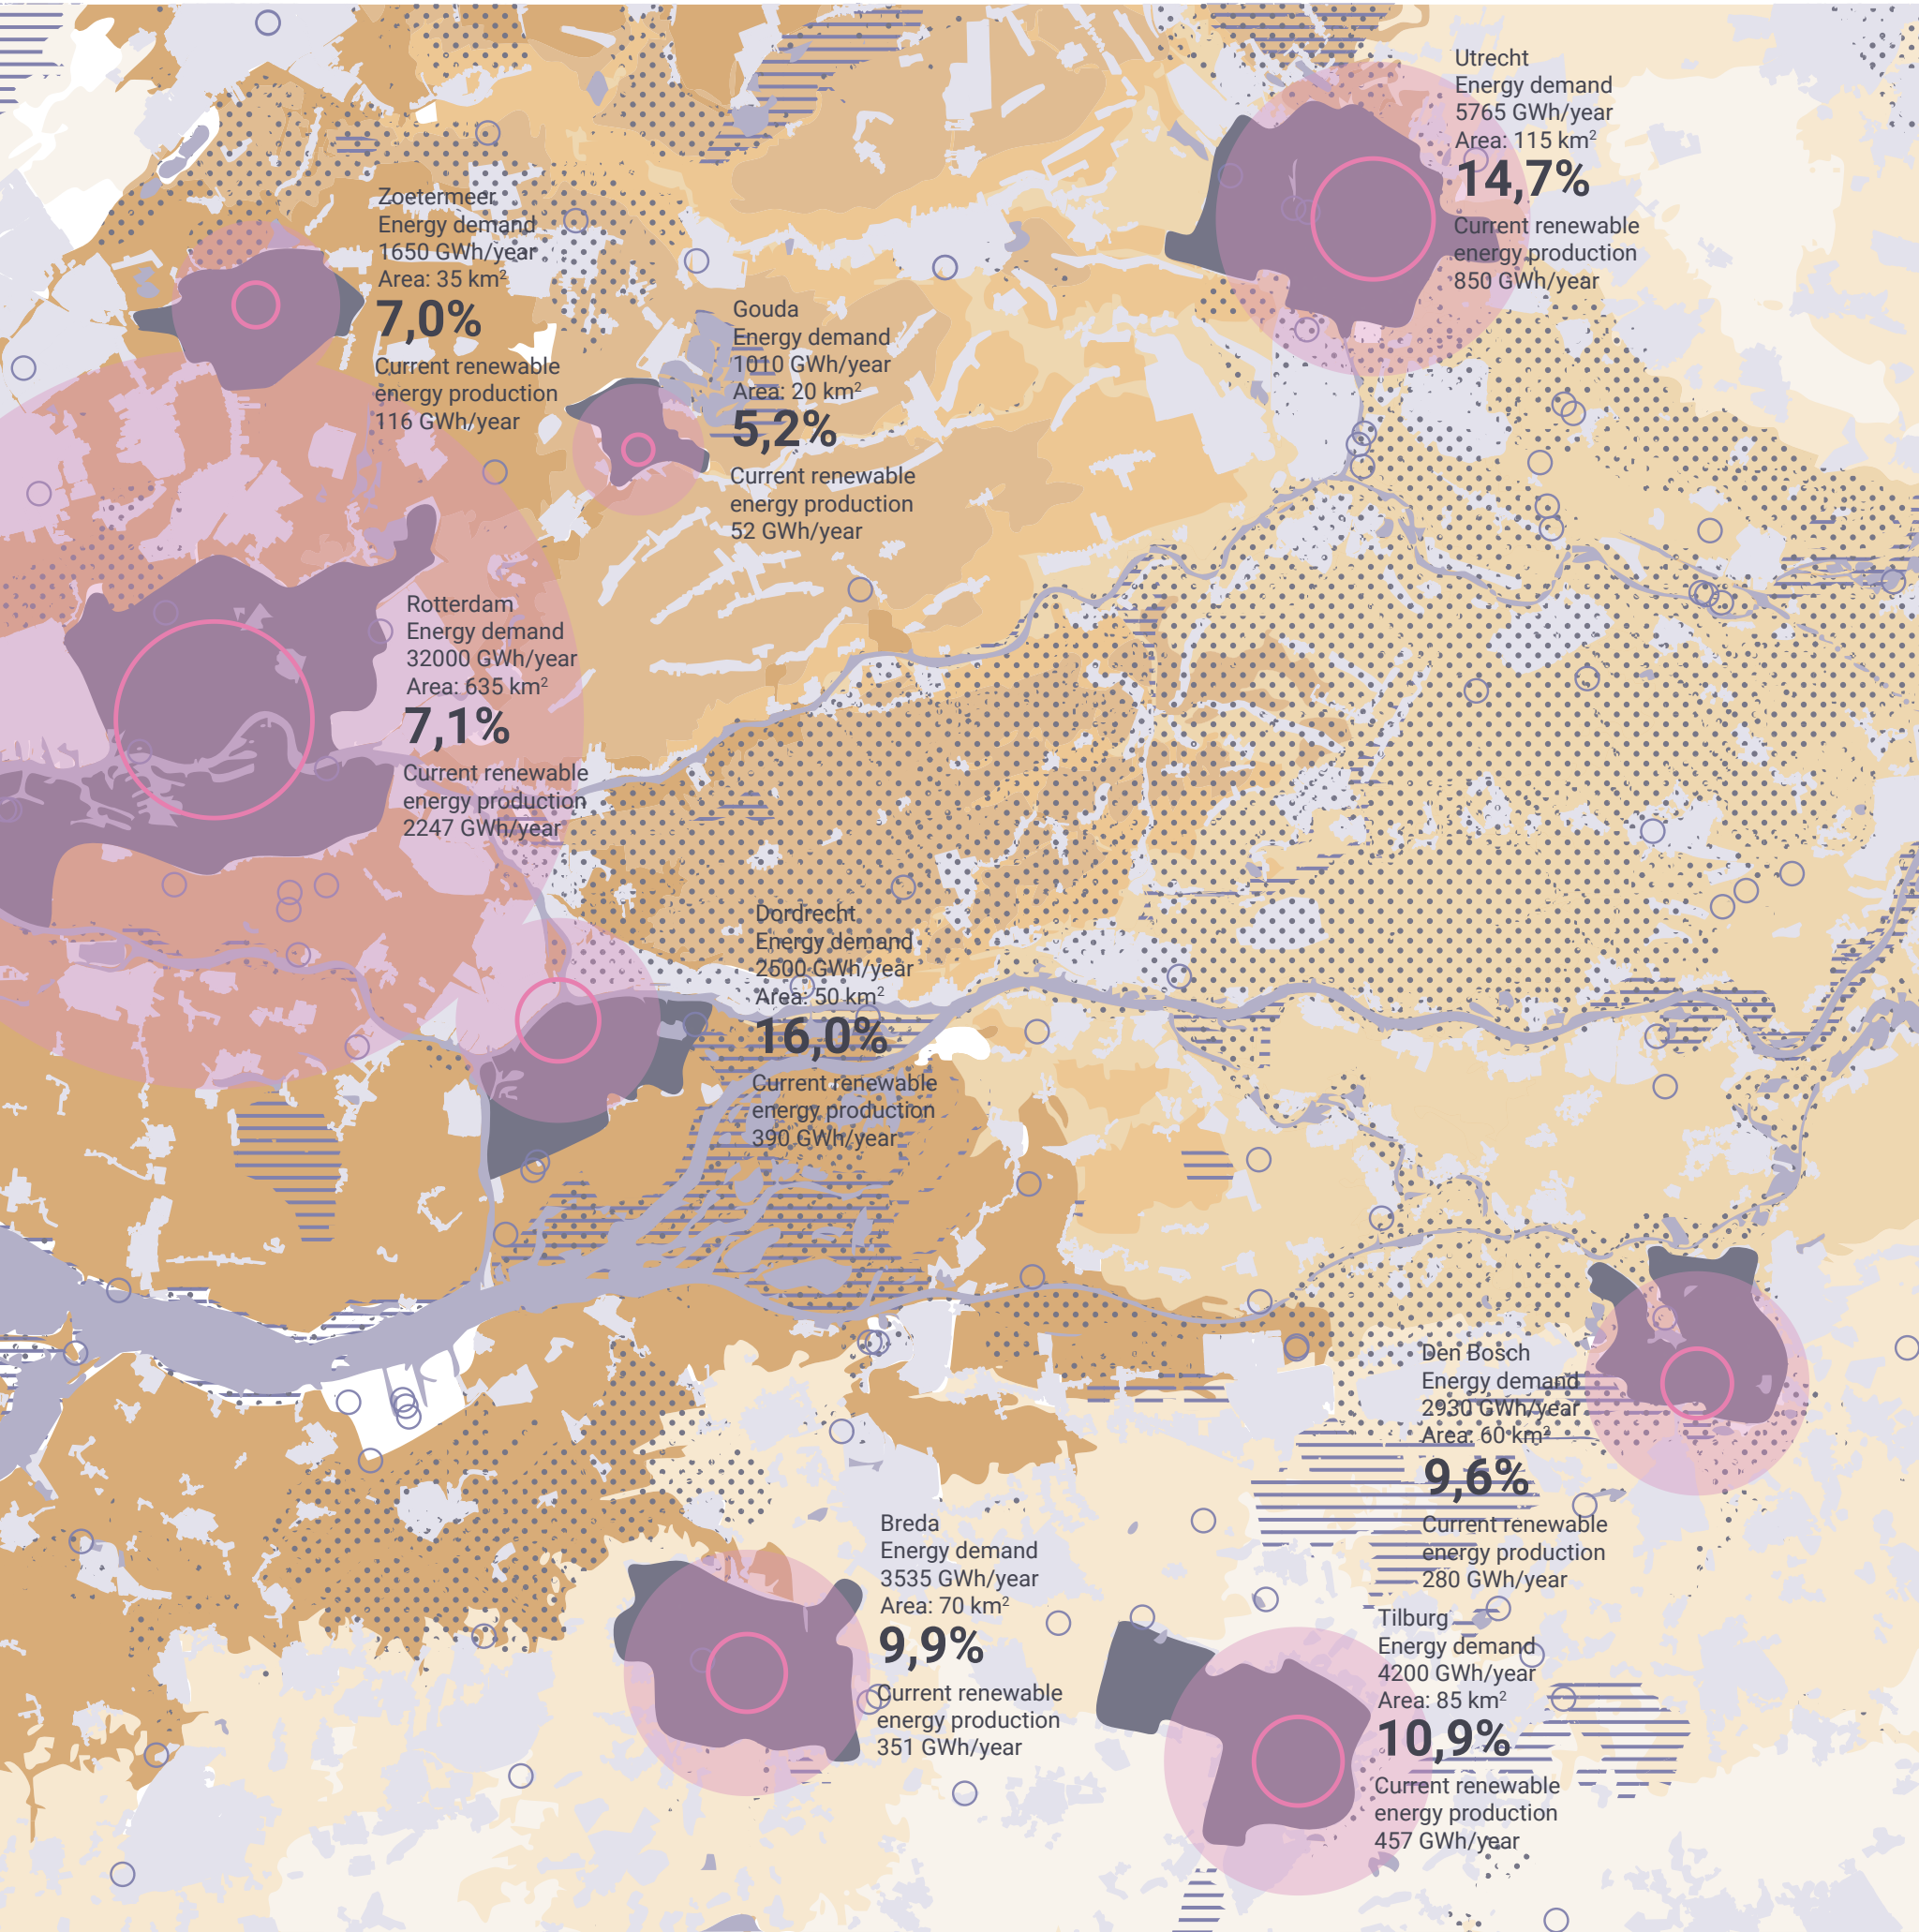 Utrecht
Energy demand
5765 GWh/year
Area: 115 km²
14,7%
Current renewable
energy production
850 GWh/year
Zoetermeer
Energy demand
1650 GWh/year
Area: 35 km²
7,0%
Current renewable
energy production
116 GWh/year
Gouda
Energy demand
1010 GWh/year
Area: 20 km²
5,2%
Current renewable
energy production
52 GWh/year
Rotterdam
Energy demand
32000 GWh/year
Area: 635 km²
7,1%
Current renewable
energy production
2247 GWh/year
Dordrecht
Energy demand
2500 GWh/year
Area: 50 km²
16,0%
Current renewable
energy production
390 GWh/year
Den Bosch
Energy demand
2930 GWh/year
Area: 60 km²
9,6%
Current renewable
energy production
280 GWh/year
Breda
Energy demand
3535 GWh/year
Area: 70 km²
9,9%
Current renewable
energy production
351 GWh/year
Tilburg
Energy demand
4200 GWh/year
Area: 85 km²
10,9%
Current renewable
energy production
457 GWh/year